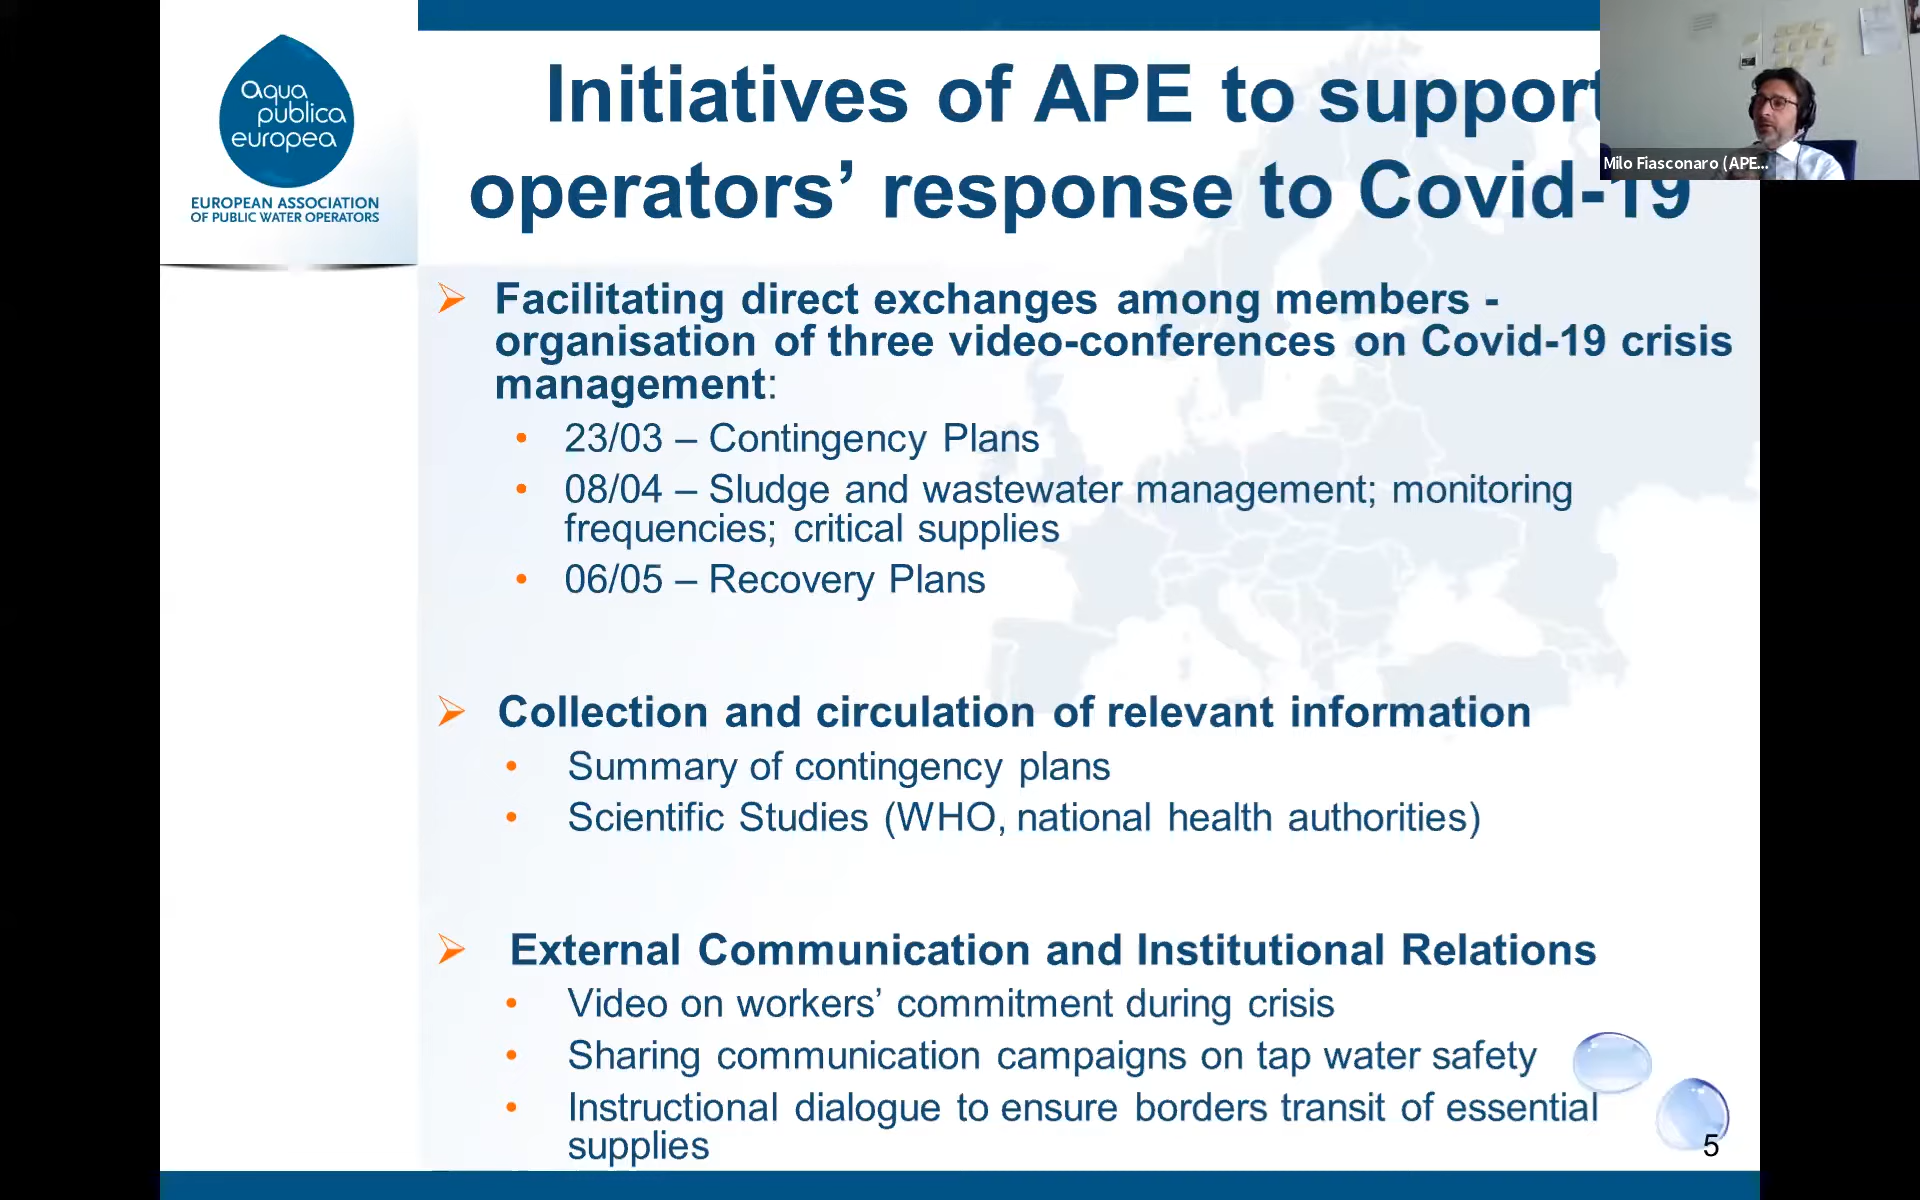 aqua
publica
europea
EUROPEAN ASSOCIATION
OF PUBLIC WATER OPERATORS
Initiatives of APE to support
operators’ response to Covid-19
Milo Fiasconaro (APE...
Facilitating direct exchanges among members -
organisation of three video-conferences on Covid-19 crisis
management:
• 23/03 – Contingency Plans
• 08/04 – Sludge and wastewater management; monitoring
frequencies; critical supplies
• 06/05 – Recovery Plans
Collection and circulation of relevant information
• Summary of contingency plans
• Scientific Studies (WHO, national health authorities)
External Communication and Institutional Relations
• Video on workers’ commitment during crisis
• Sharing communication campaigns on tap water safety
• Instructional dialogue to ensure borders transit of essential
supplies
5